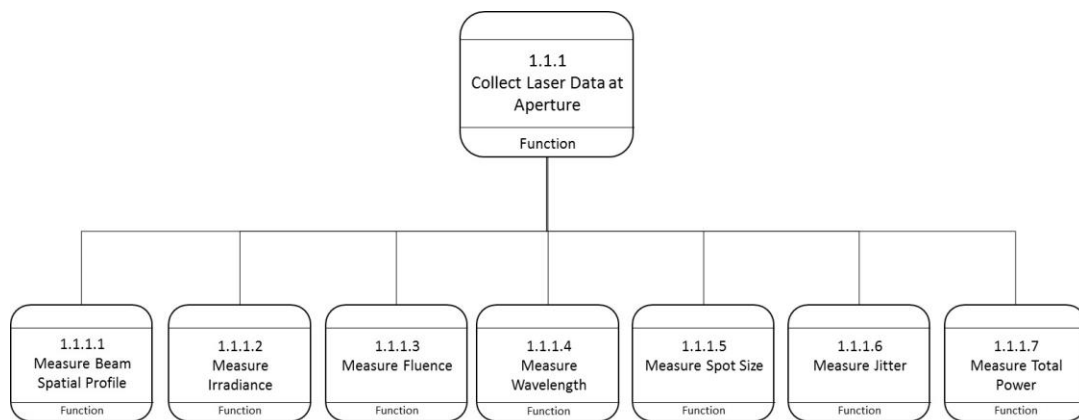 1.1.1
Collect Laser Data at
Aperture
Function
1.1.1.1
Measure Beam
Spatial Profile
Function
1.1.1.2
Measure
Irradiance
Function
1.1.1.3
Measure Fluence
Function
1.1.1.4
Measure
Wavelength
Function
1.1.1.5
Measure Spot Size
Function
1.1.1.6
Measure Jitter
Function
1.1.1.7
Measure Total
Power
Function